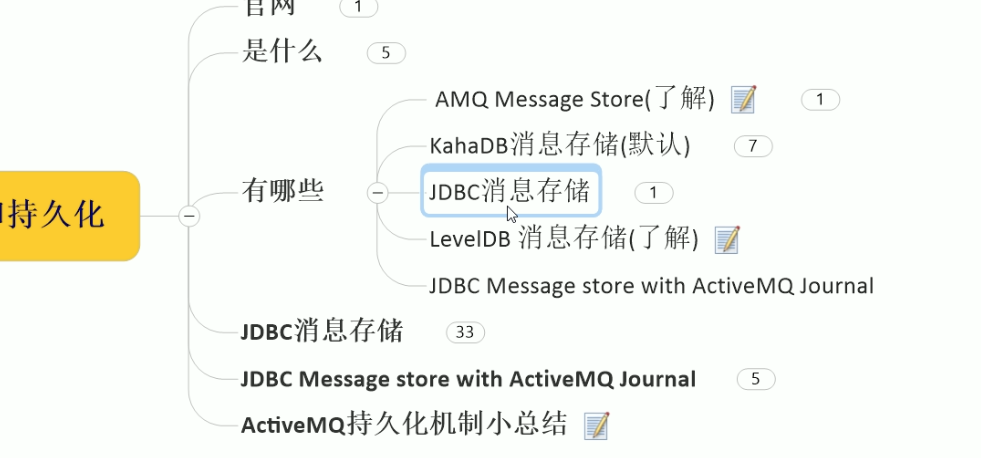 官网 1
是什么 5
持久化
有哪些
AMQ Message Store(了解) 1
KahaDB消息存储(默认) 7
JDBC消息存储 1
LevelDB 消息存储(了解)
JDBC Message store with ActiveMQ Journal
JDBC消息存储 33
JDBC Message store with ActiveMQ Journal 5
ActiveMQ持久化机制小总结